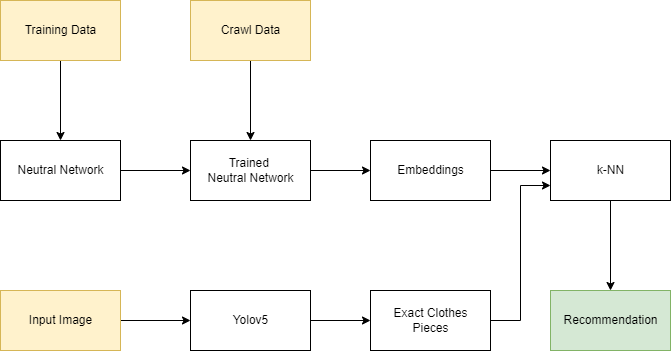 Training Data
Crawl Data
Neutral Network
Trained
Neutral Network
Embeddings
k-NN
Input Image
Yolov5
Exact Clothes
Pieces
Recommendation